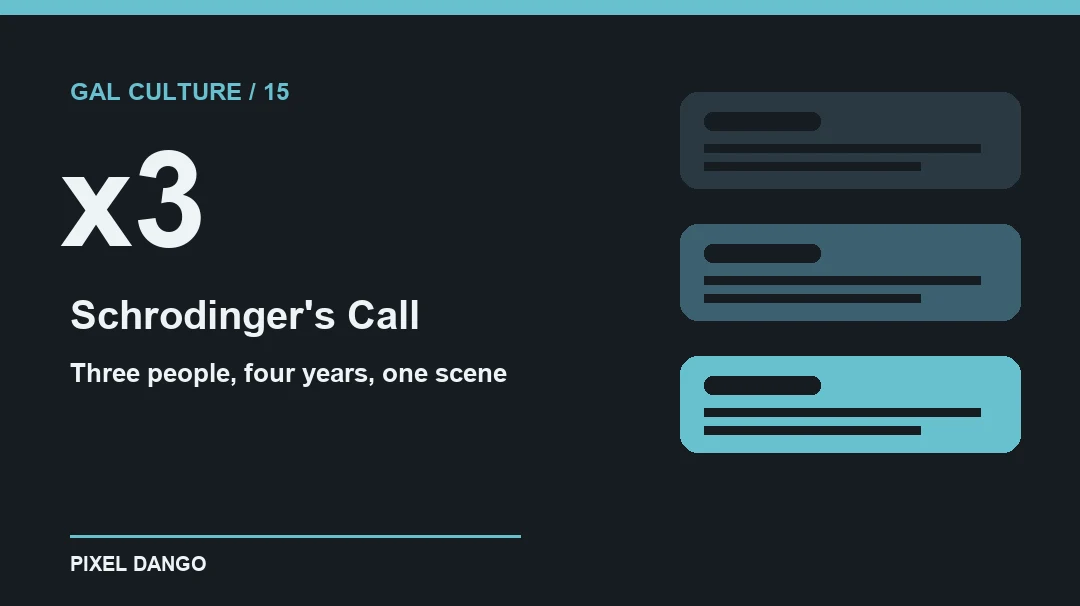 GAL CULTURE / 15
x3
Schrodinger's Call
Three people, four years, one scene
PIXEL DANGO